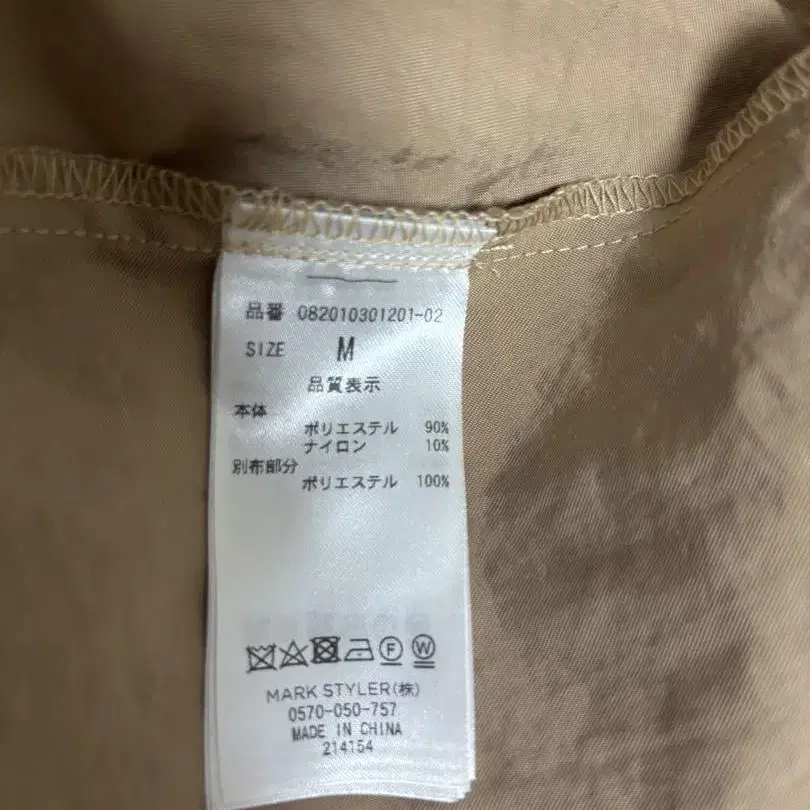 品番 082010301201-02
SIZE M
品質表示
本体
ポリエステル 90%
ナイロン 10%
別布部分
ポリエステル 100%
F W
MARK STYLER(株)
0570-050-757
MADE IN CHINA
214154